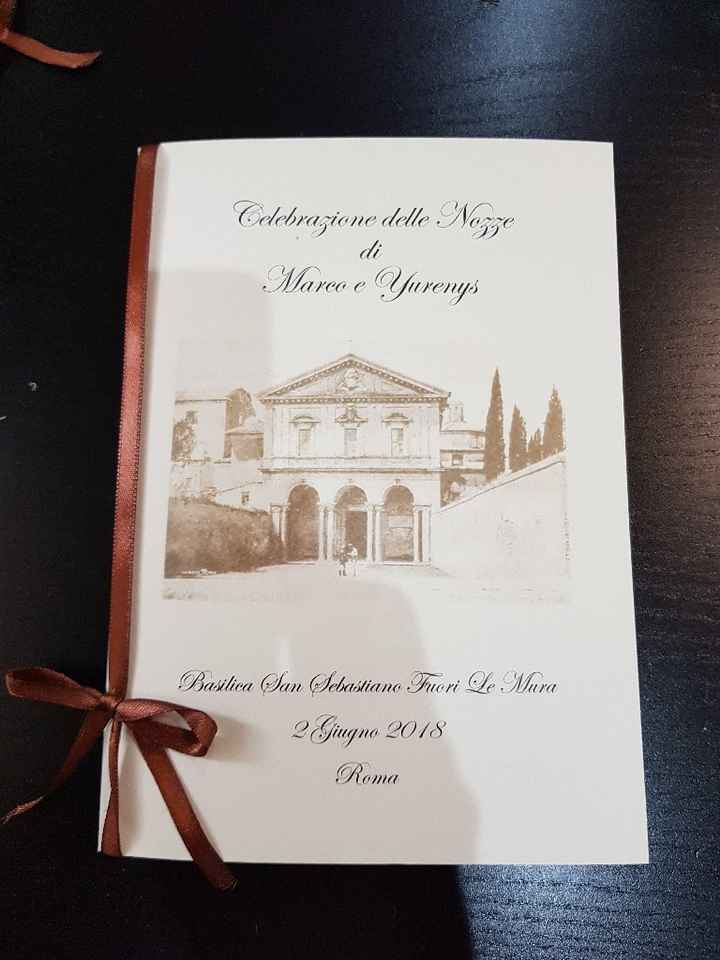 Celebrazione delle Nozze
di
Marco e Yurenys
Basilica San Sebastiano Fuori Le Mura
2 Giugno 2018
Roma